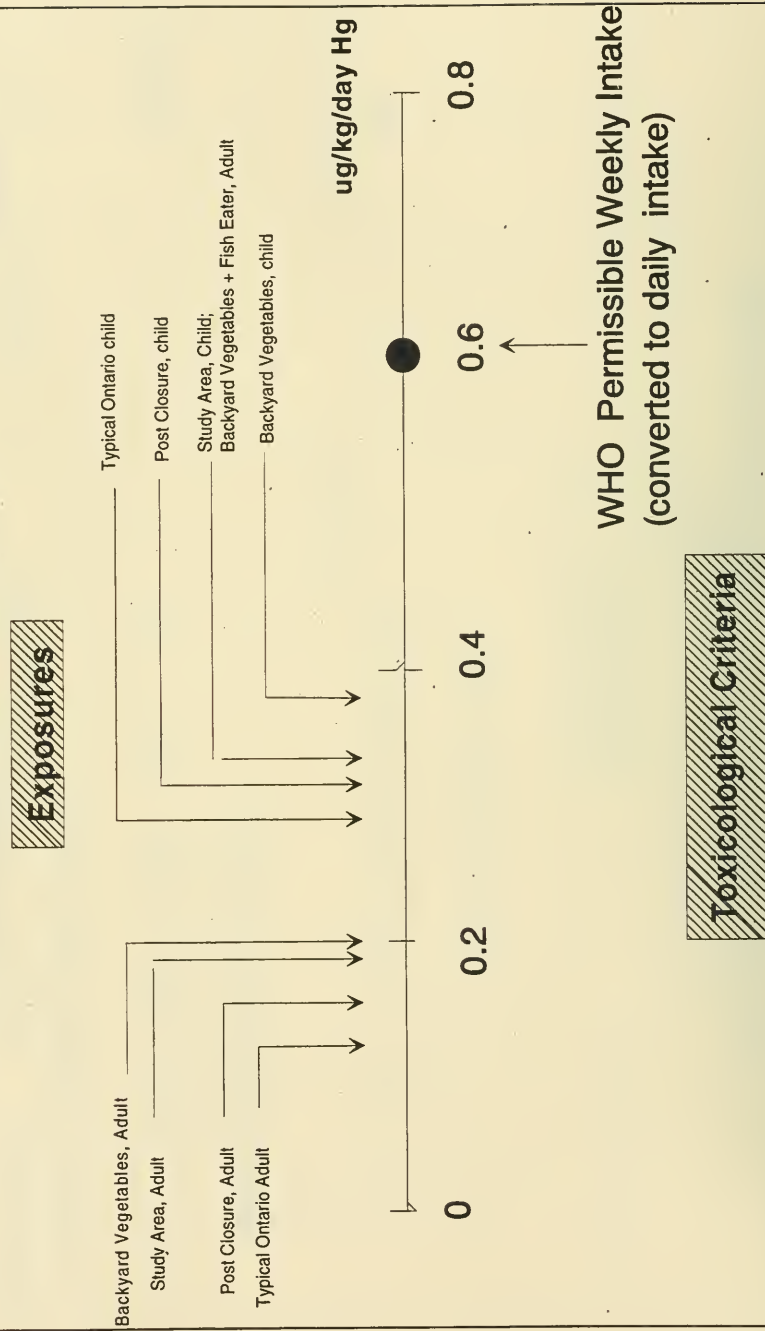 Exposures
Typical Ontario child
Post Closure, child
Study Area, Child;
Backyard Vegetables + Fish Eater, Adult
Backyard Vegetables, child
Backyard Vegetables, Adult
Study Area, Adult
Post Closure, Adult
Typical Ontario Adult
ug/kg/day Hg
0
0.2
0.4
0.6
0.8
WHO Permissible Weekly Intake
(converted to daily intake)
Toxicological Criteria